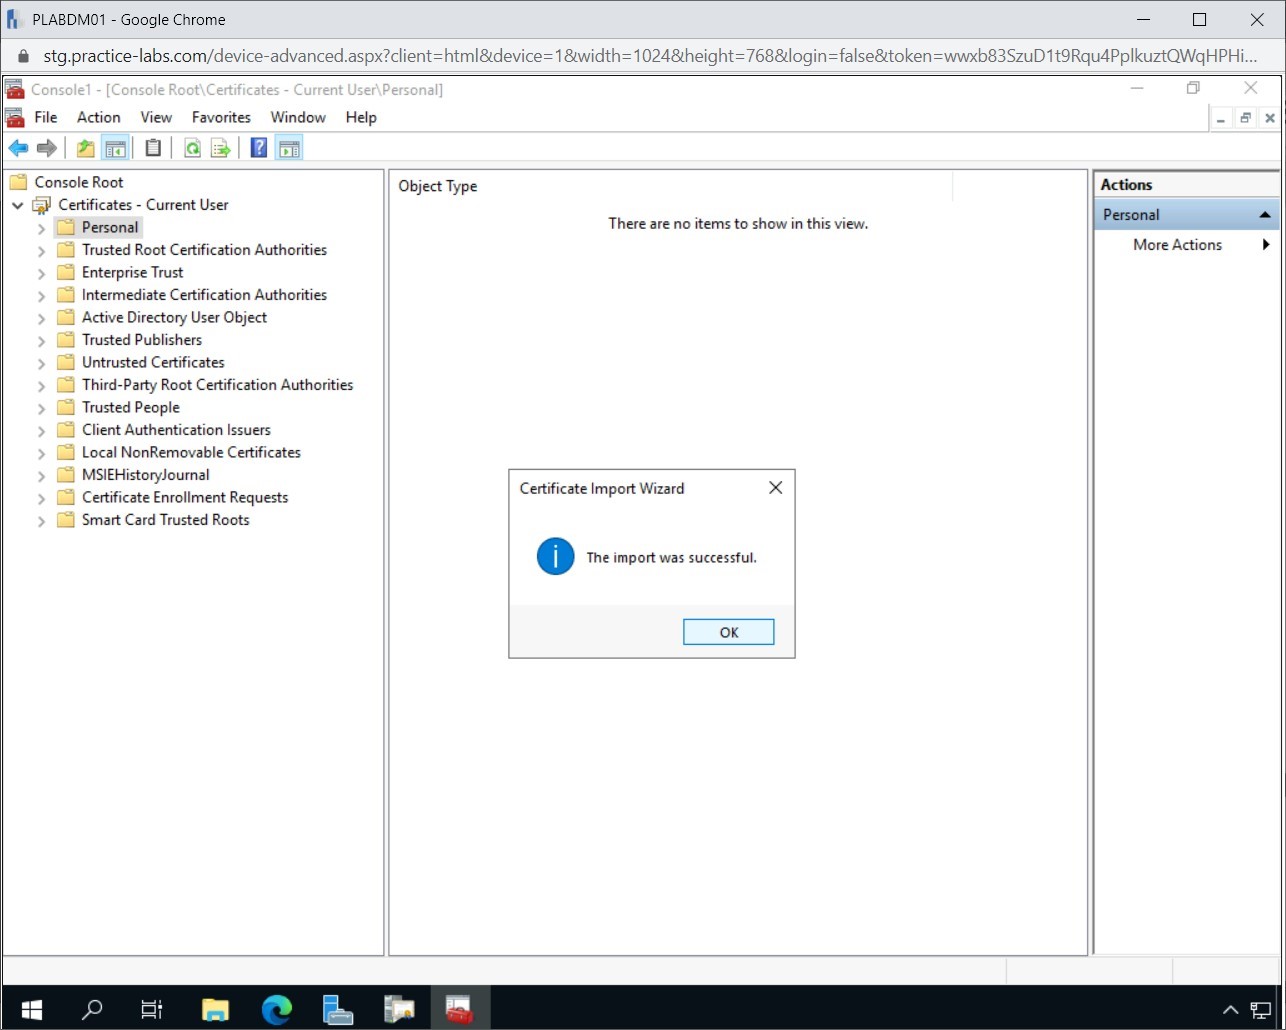 PLABDM01 - Google Chrome
stg.practice-labs.com/device-advanced.aspx?client=html&device=1&width=1024&height=768&login=false&token=wwxb83SzuD1t9Rqu4PplkuztQWqHPHi...
Console1 - [Console Root\Certificates - Current User\Personal]
File Action View Favorites Window Help
Console Root
Certificates - Current User
Personal
Trusted Root Certification Authorities
Enterprise Trust
Intermediate Certification Authorities
Active Directory User Object
Trusted Publishers
Untrusted Certificates
Third-Party Root Certification Authorities
Trusted People
Client Authentication Issuers
Local NonRemovable Certificates
MSIEHistoryJournal
Certificate Enrollment Requests
Smart Card Trusted Roots
Object Type
There are no items to show in this view.
Certificate Import Wizard
The import was successful.
OK
Actions
Personal
More Actions